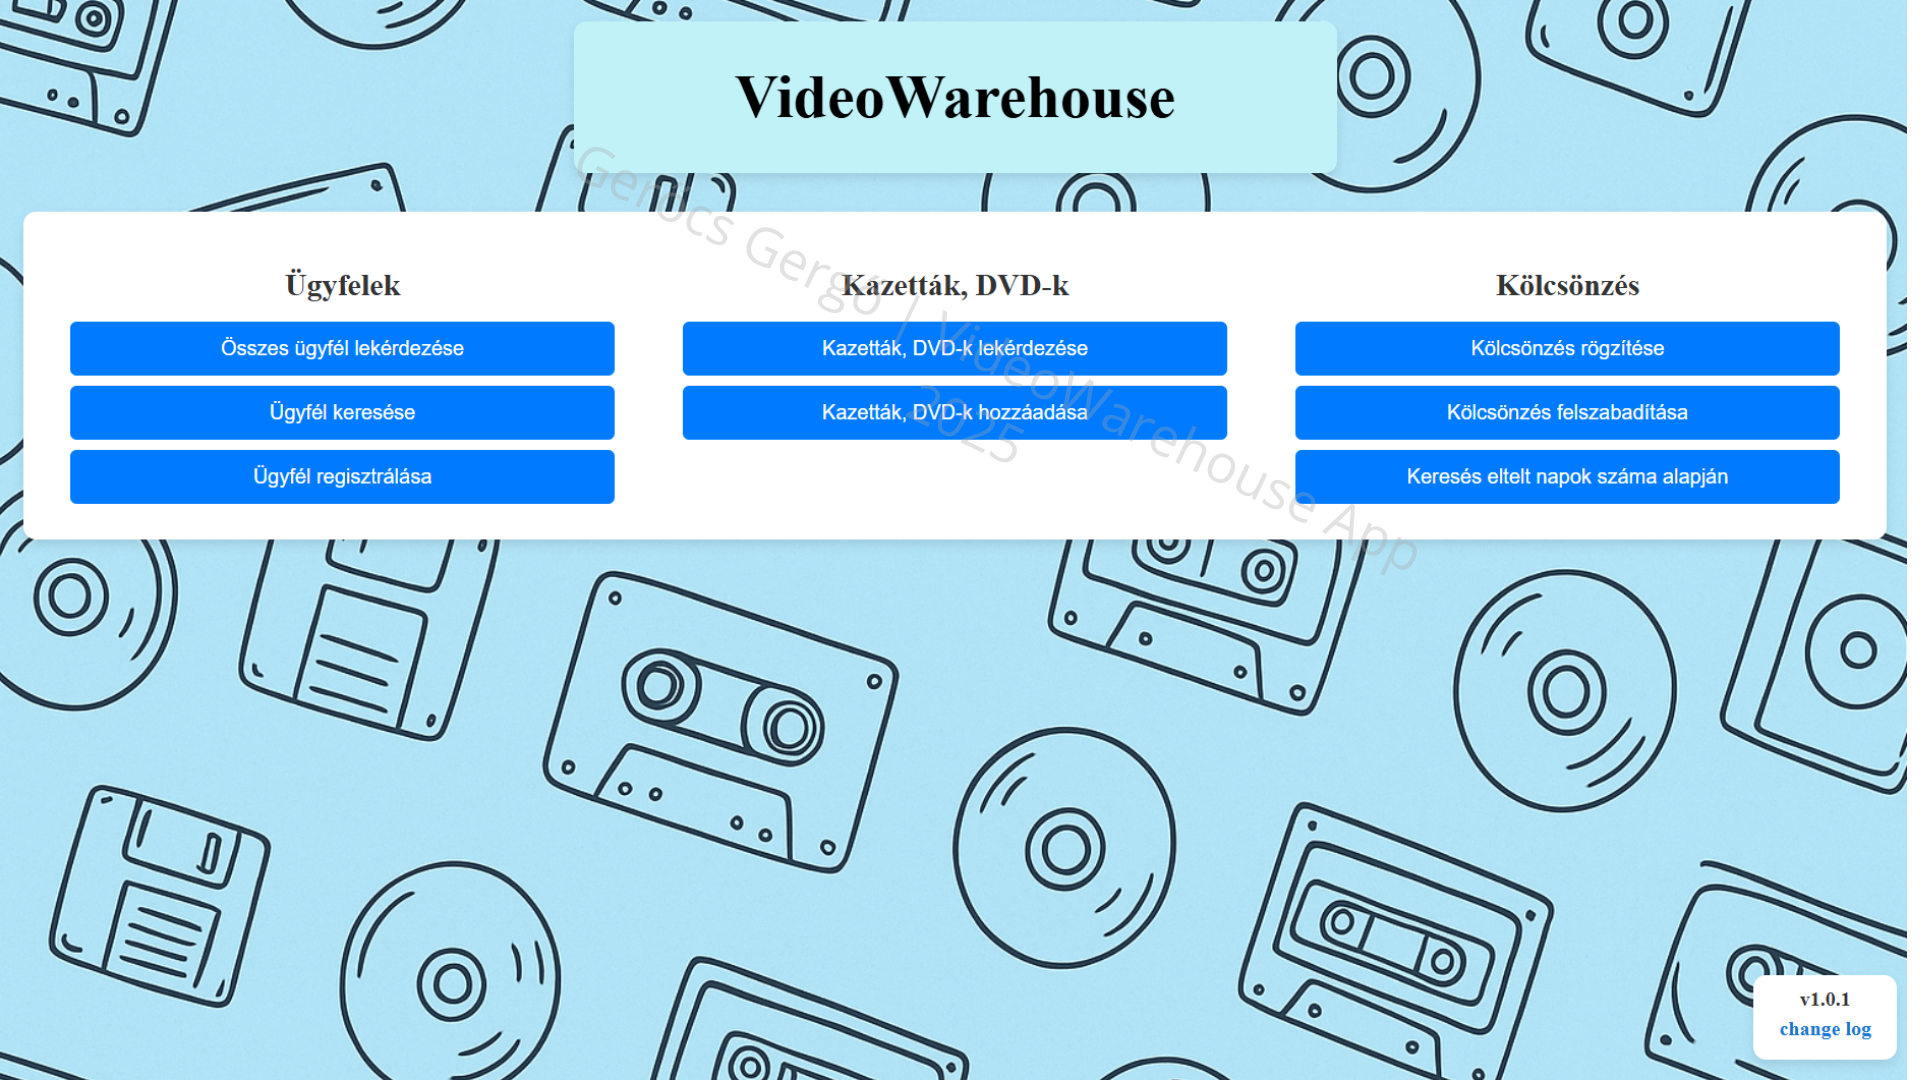 VideoWarehouse
Ügyfelek
Összes ügyfél lekérdezése
Ügyfél keresése
Ügyfél regisztrálása
Kazetták, DVD-k
Kazetták, DVD-k lekérdezése
Kazetták, DVD-k hozzáadása
Kölcsönzés
Kölcsönzés rögzítése
Kölcsönzés felszabadítása
Keresés eltelt napok száma alapján
Gerőcs Gergő | VideoWarehouse App
2025
v1.0.1
change log